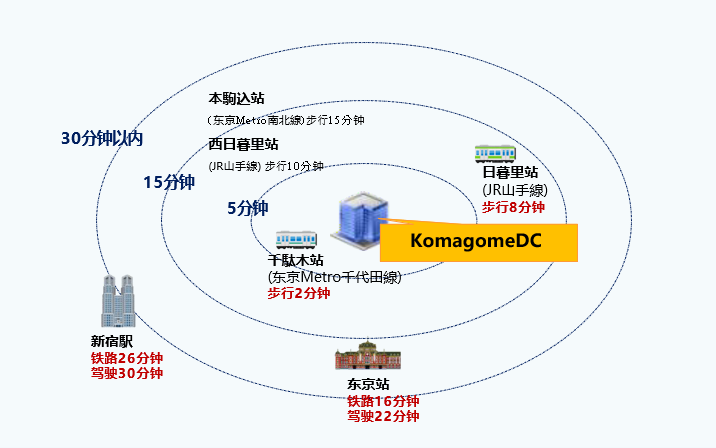 本駒込站
(东京Metro南北線)步行15分钟
30分钟以内
西日暮里站
(JR山手線) 步行10分钟
15分钟
日暮里站
(JR山手線)
步行8分钟
5分钟
KomagomeDC
千駄木站
(东京Metro千代田線)
步行2分钟
新宿駅
铁路26分钟
驾驶30分钟
东京站
铁路16分钟
驾驶22分钟